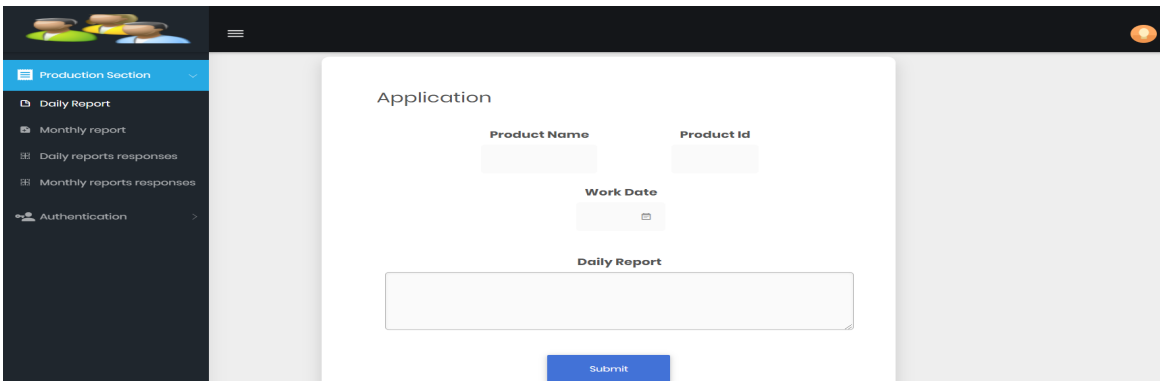 Production Section
Daily Report
Monthly report
Daily reports responses
Monthly reports responses
Authentication
Application
Product Name Product Id
Work Date
Daily Report
Submit